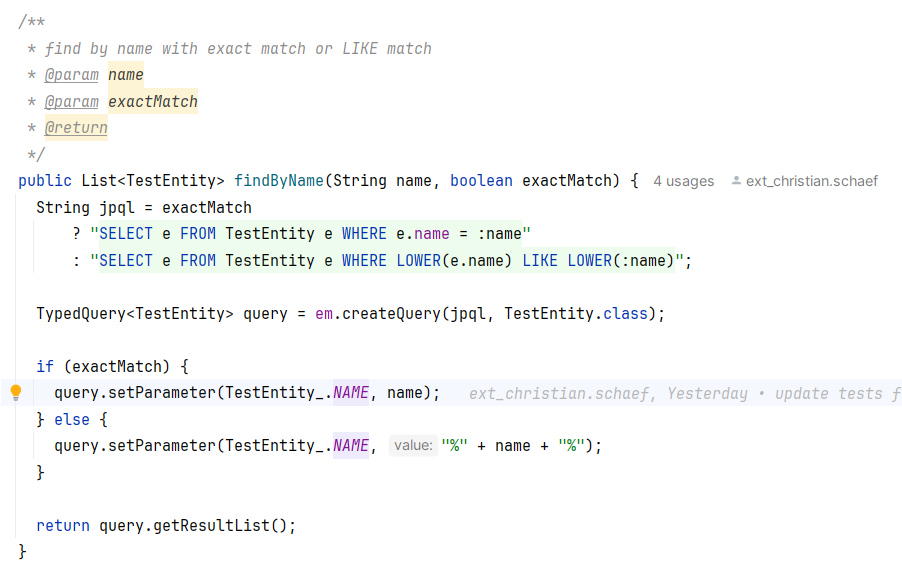 /**
 * find by name with exact match or LIKE match
 * @param name
 * @param exactMatch
 * @return
 */
public List<TestEntity> findByName(String name, boolean exactMatch) { 4 usages ext_christian.schaef
  String jpql = exactMatch
      ? "SELECT e FROM TestEntity e WHERE e.name = :name"
      : "SELECT e FROM TestEntity e WHERE LOWER(e.name) LIKE LOWER(:name)";

  TypedQuery<TestEntity> query = em.createQuery(jpql, TestEntity.class);

  if (exactMatch) {
    query.setParameter(TestEntity_.NAME, name); ext_christian.schaef, Yesterday • update tests f
  } else {
    query.setParameter(TestEntity_.NAME, value: "%" + name + "%");
  }

  return query.getResultList();
}